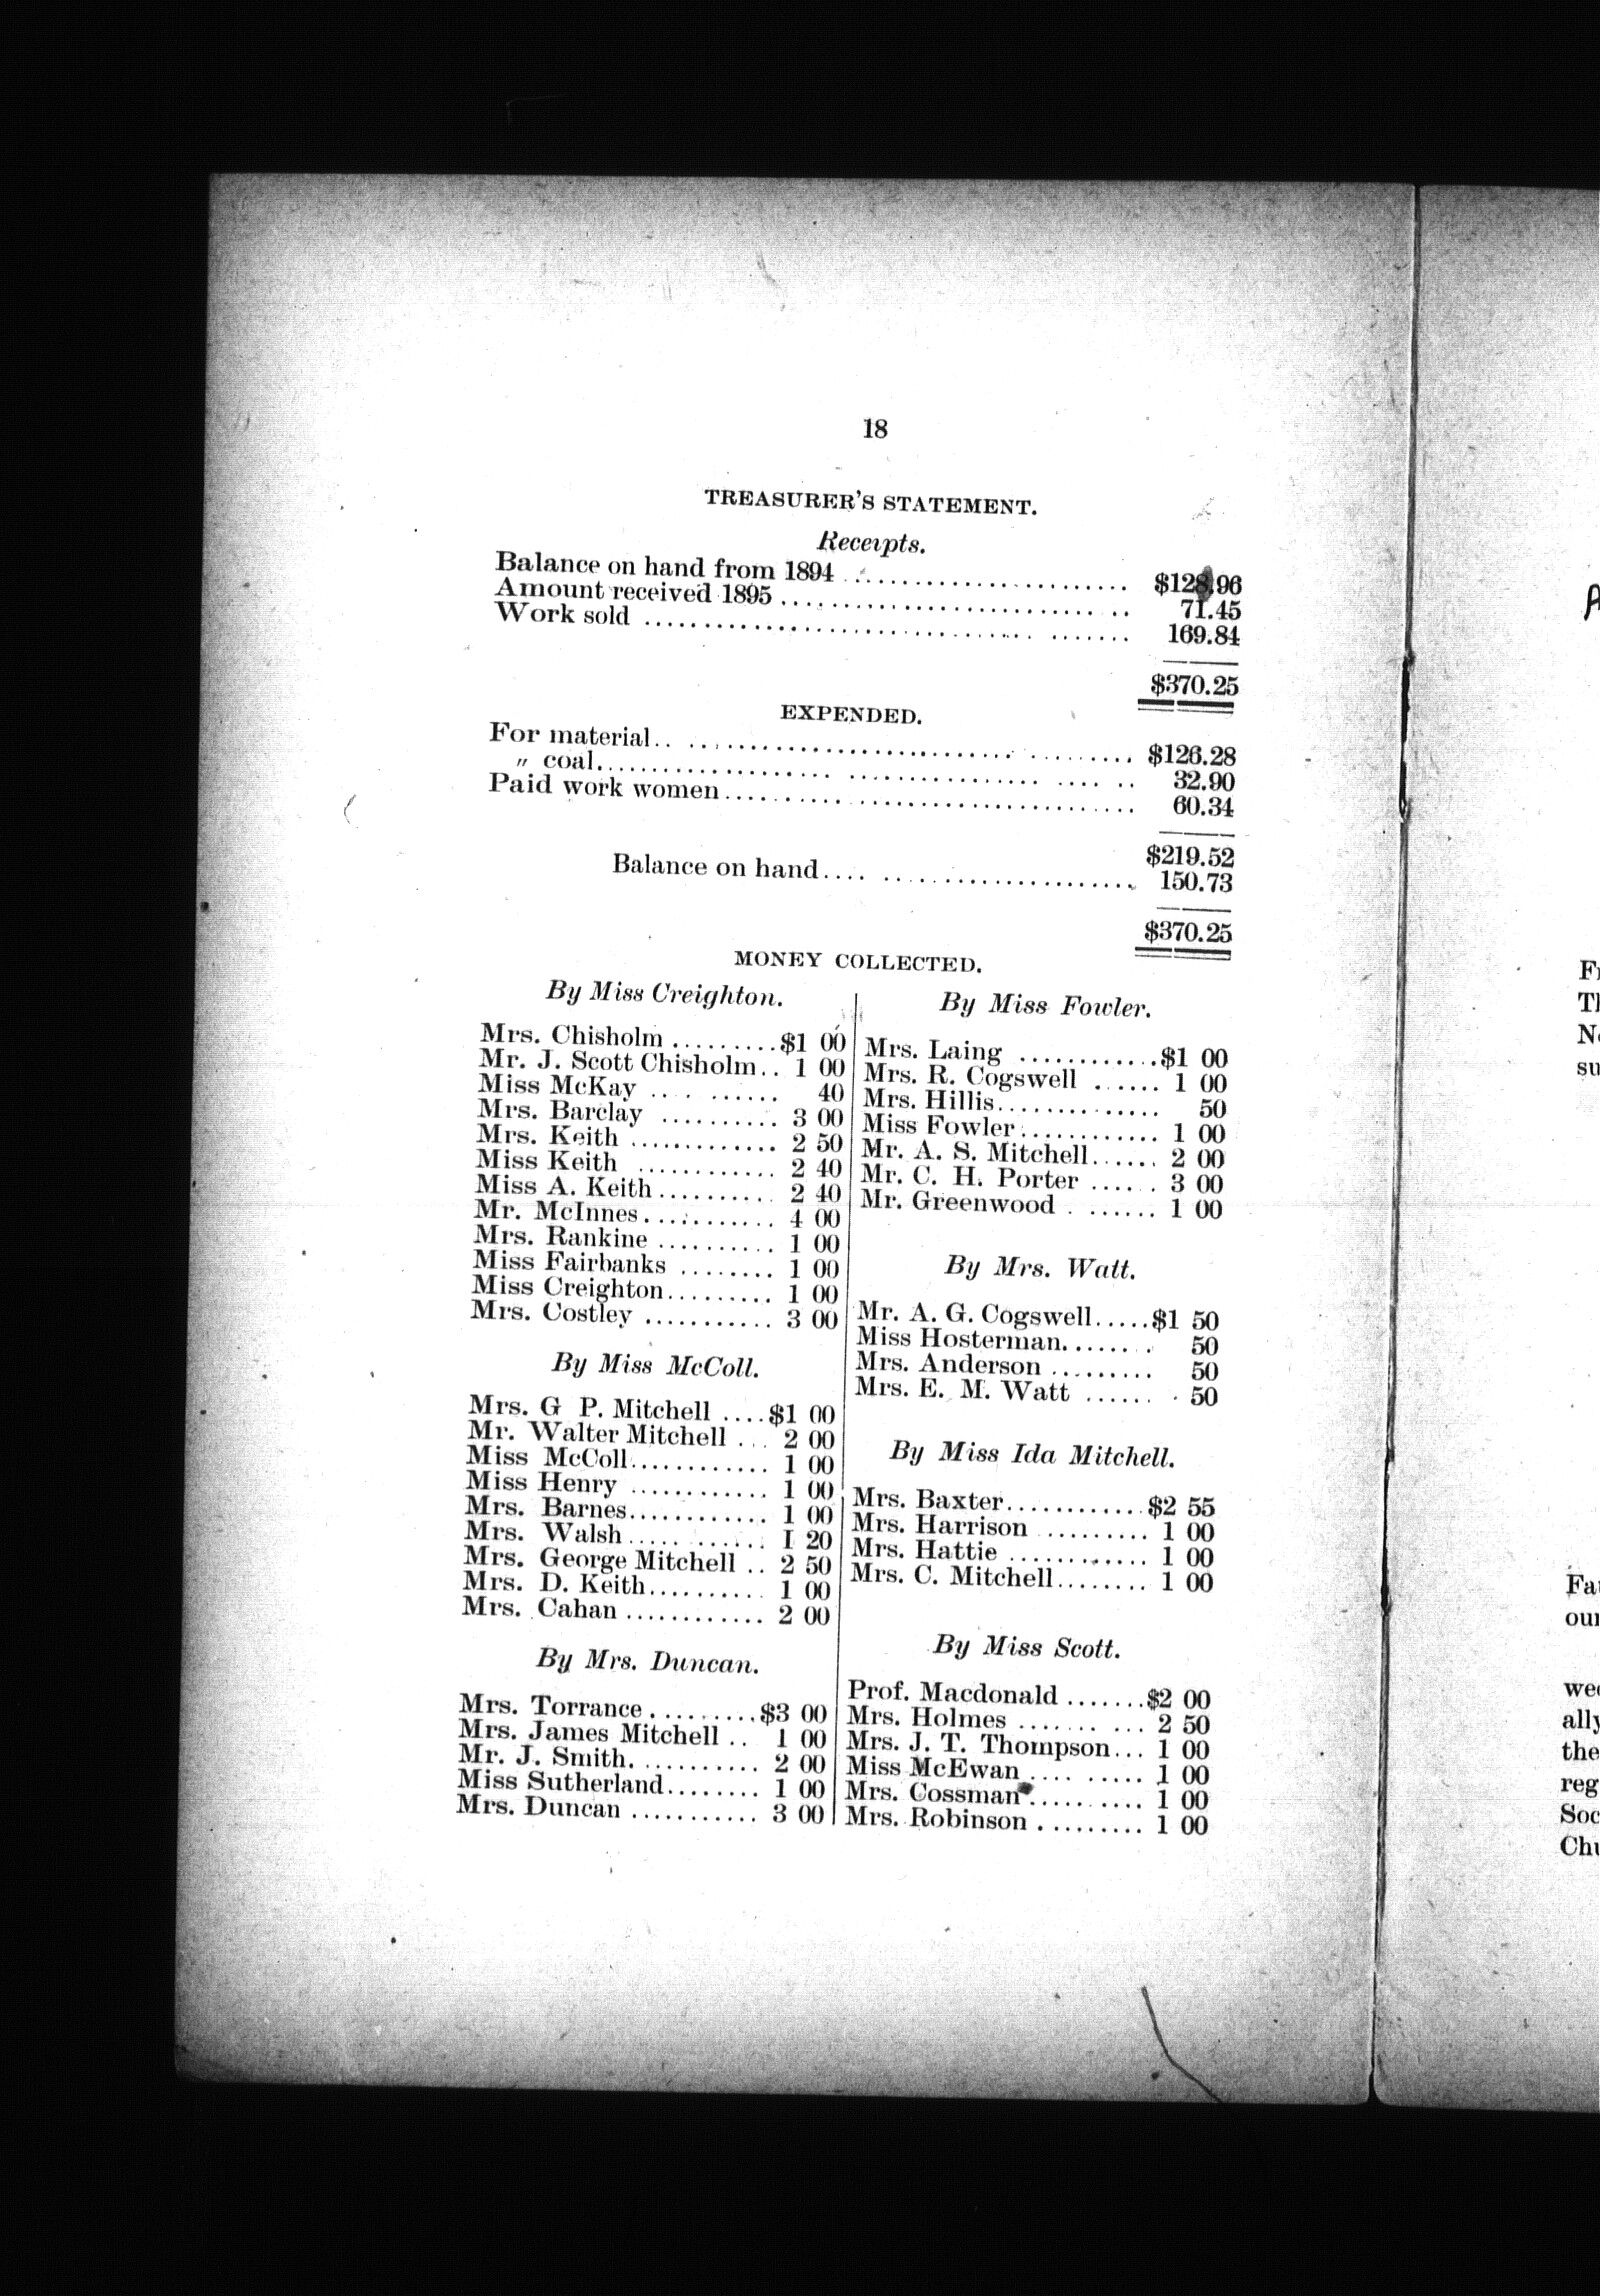 18
TREASURER'S STATEMENT.
Receipts.
Balance on hand from 1894 ........................ $128.96
Amount received 1895 ............................ 71.45
Work sold ................................. 169.84
$370.25
EXPENDED.
For material.................................... $126.28
" coal.................................... 32.90
Paid work women.................................. 60.34
$219.52
Balance on hand.......................... 150.73
$370.25
MONEY COLLECTED.
By Miss Creighton.
Mrs. Chisholm .........$1 00
Mr. J. Scott Chisholm.. 1 00
Miss McKay .......... 40
Mrs. Barclay .......... 3 00
Mrs. Keith ............. 2 50
Miss Keith ............ 2 40
Miss A. Keith.......... 2 40
Mr. McInnes............ 4 00
Mrs. Rankine .......... 1 00
Miss Fairbanks ........ 1 00
Miss Creighton......... 1 00
Mrs. Costley ........... 3 00
By Miss McColl.
Mrs. G P. Mitchell ....$1 00
Mr. Walter Mitchell ... 2 00
Miss McColl............ 1 00
Miss Henry ............ 1 00
Mrs. Barnes............ 1 00
Mrs. Walsh............ 1 20
Mrs. George Mitchell .. 2 50
Mrs. D. Keith.......... 1 00
Mrs. Cahan ............ 2 00
By Mrs. Duncan.
Mrs. Torrance..........$3 00
Mrs. James Mitchell .. 1 00
Mr. J. Smith........... 2 00
Miss Sutherland........ 1 00
Mrs. Duncan ........... 3 00
By Miss Fowler.
Mrs. Laing ............$1 00
Mrs. R. Cogswell ...... 1 00
Mrs. Hillis.............. 50
Miss Fowler............. 1 00
Mr. A. S. Mitchell...... 2 00
Mr. C. H. Porter ...... 3 00
Mr. Greenwood . ...... 1 00
By Mrs. Watt.
Mr. A. G. Cogswell.....$1 50
Miss Hosterman........ 50
Mrs. Anderson ......... 50
Mrs. E. M. Watt ....... 50
By Miss Ida Mitchell.
Mrs. Baxter............$2 55
Mrs. Harrison ......... 1 00
Mrs. Hattie ............ 1 00
Mrs. C. Mitchell........ 1 00
By Miss Scott.
Prof. Macdonald .......$2 00
Mrs. Holmes .......... 2 50
Mrs. J. T. Thompson... 1 00
Miss McEwan ......... 1 00
Mrs. Cossman.......... 1 00
Mrs. Robinson ......... 1 00